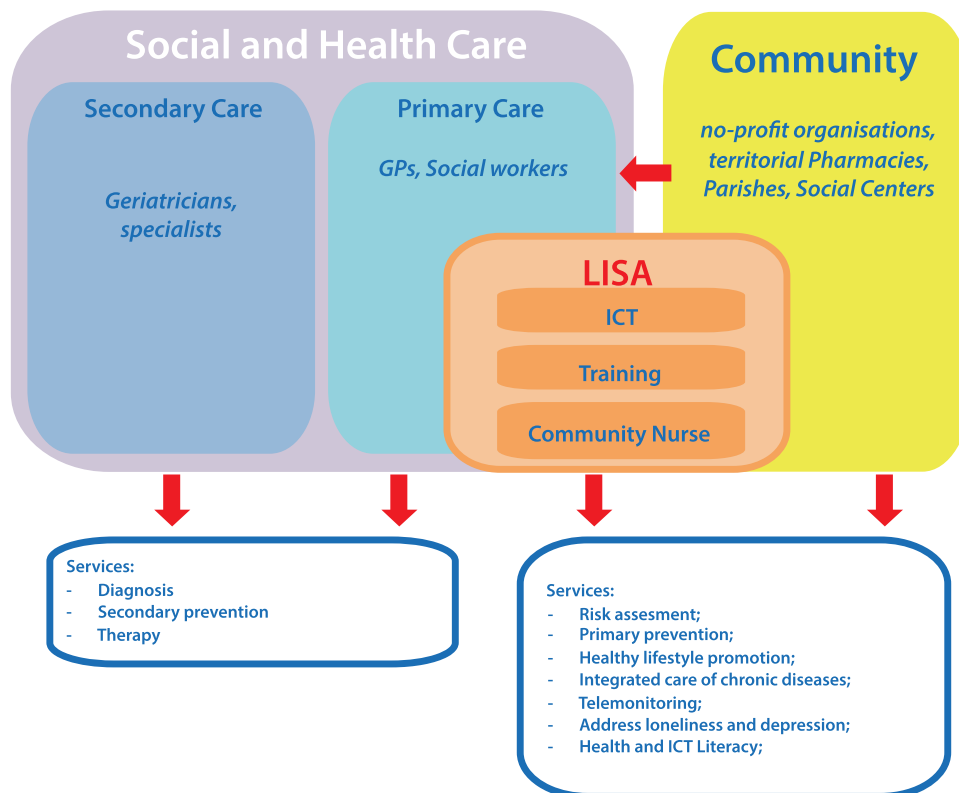 Social and Health Care
Secondary Care
Geriatricians,
specialists
Primary Care
GPs, Social workers
Community
no-profit organisations,
territorial Pharmacies,
Parishes, Social Centers
LISA
ICT
Training
Community Nurse
Services:
- Diagnosis
- Secondary prevention
- Therapy
Services:
- Risk assesment;
- Primary prevention;
- Healthy lifestyle promotion;
- Integrated care of chronic diseases;
- Telemonitoring;
- Address loneliness and depression;
- Health and ICT Literacy;